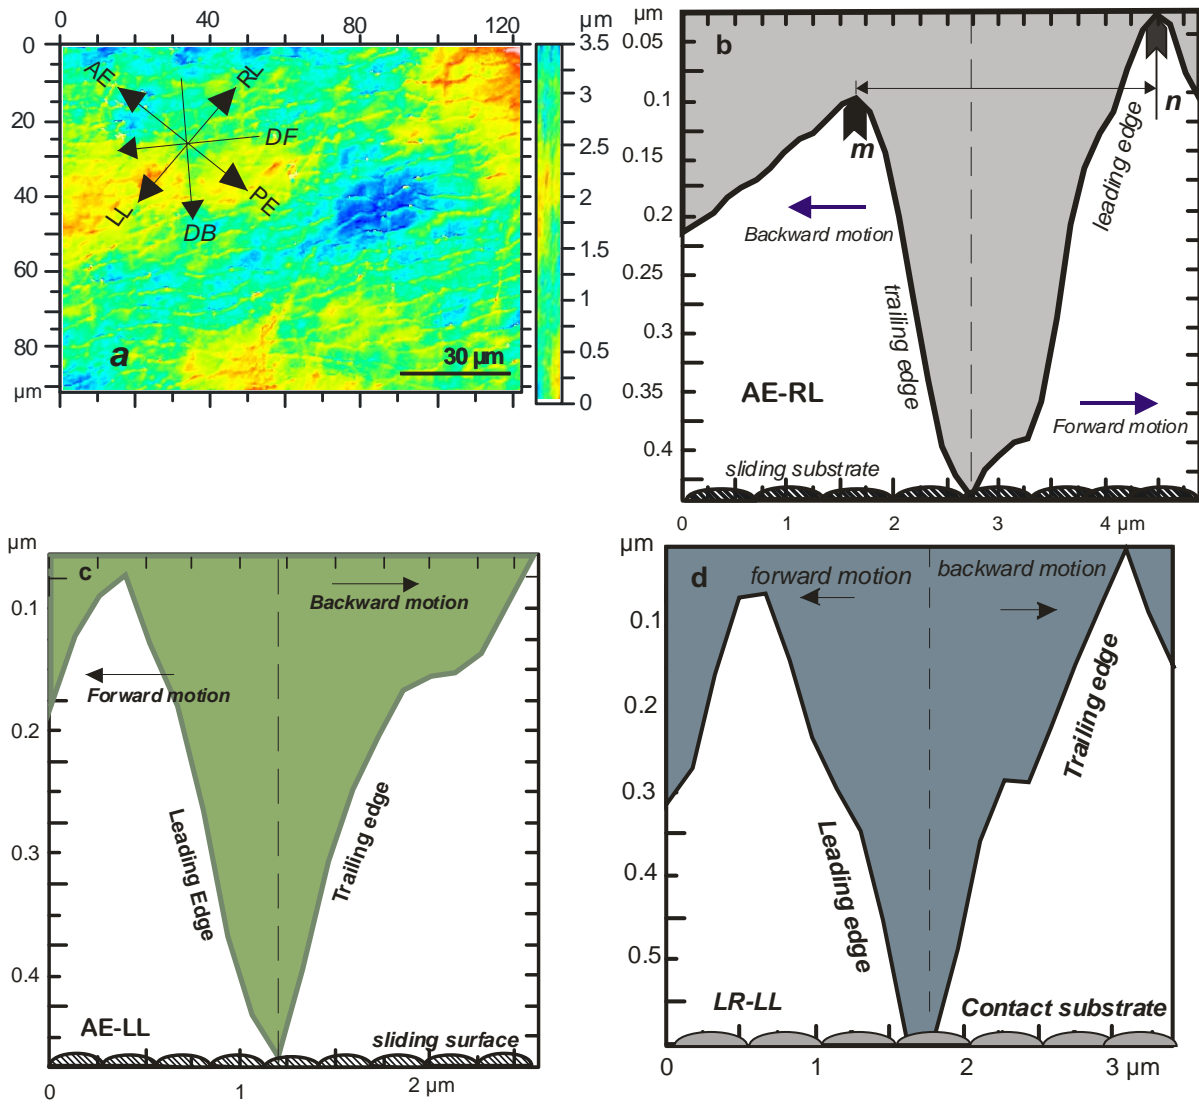 0
40
80
120
µm
3.5
3
2.5
2
1.5
1
0.5
0
0
20
40
60
80
µm
AE
RL
DF
LL
PE
DB
a
30 µm
0
40
80
120
µm
0.05
0.1
0.15
0.2
0.25
0.3
0.35
0.4
b
m
n
leading edge
Backward motion
trailing edge
AE-RL
Forward motion
sliding substrate
0
1
2
3
4 µm
µm
0.1
0.2
0.3
0.4
c
Backward motion
Forward motion
Leading Edge
Trailing edge
AE-LL
sliding surface
0
1
2 µm
µm
0.1
0.2
0.3
0.4
0.5
d
forward motion
backward motion
Trailing edge
Leading edge
LR-LL
Contact substrate
0
1
2
3 µm